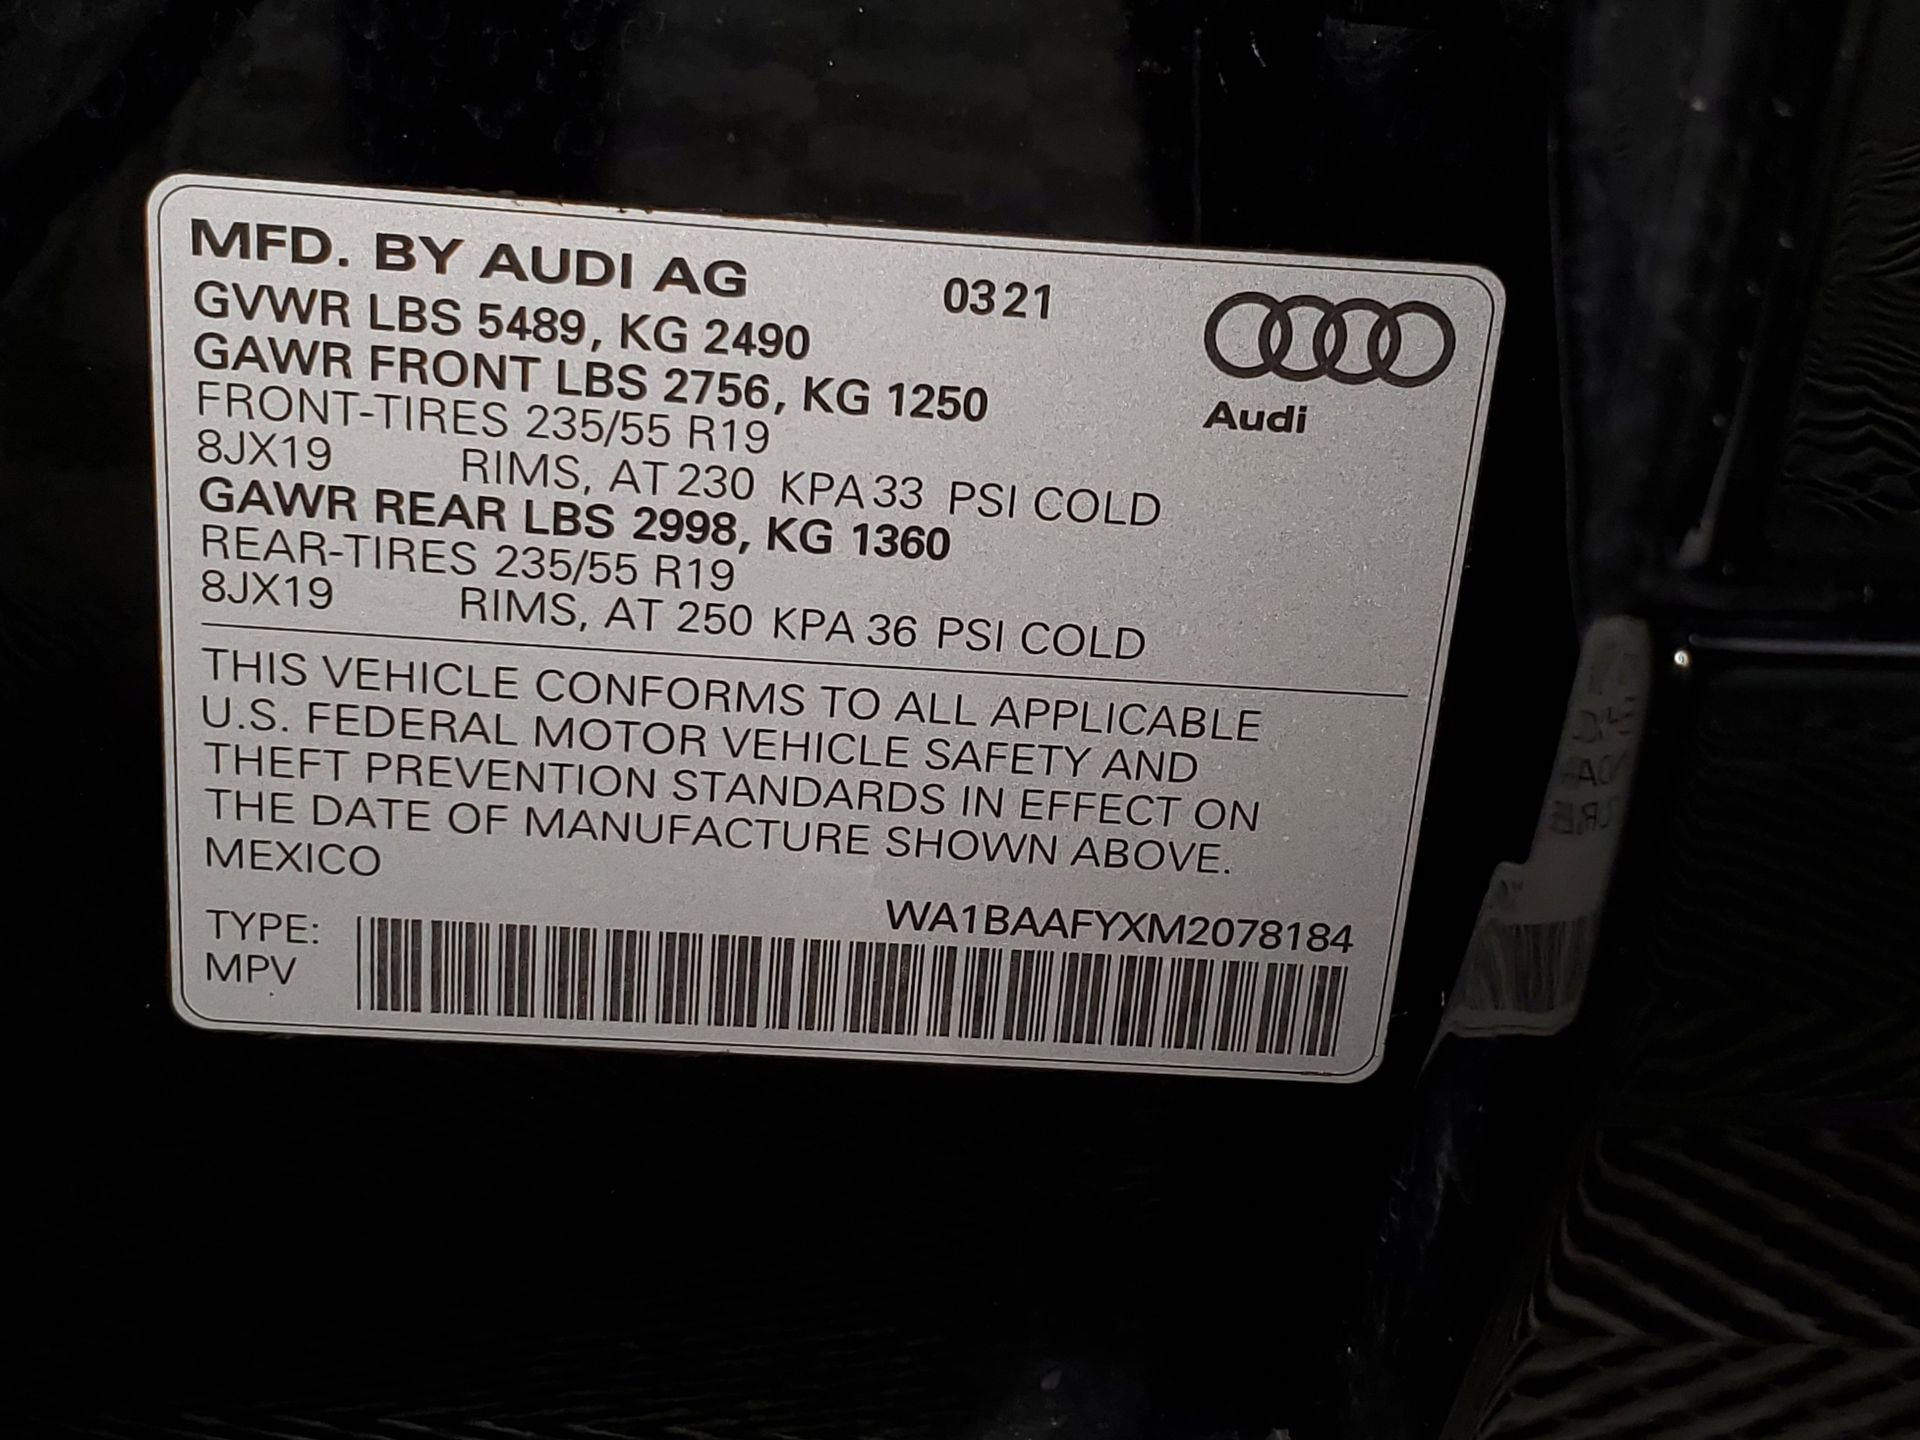 MFD. BY AUDI AG 0321
GVWR LBS 5489, KG 2490
GAWR FRONT LBS 2756, KG 1250
FRONT-TIRES 235/55 R19
8JX19 RIMS, AT 230 KPA 33 PSI COLD
GAWR REAR LBS 2998, KG 1360
REAR-TIRES 235/55 R19
8JX19 RIMS, AT 250 KPA 36 PSI COLD
Audi
THIS VEHICLE CONFORMS TO ALL APPLICABLE
U.S. FEDERAL MOTOR VEHICLE SAFETY AND
THEFT PREVENTION STANDARDS IN EFFECT ON
THE DATE OF MANUFACTURE SHOWN ABOVE.
MEXICO
WA1BAAFYXM2078184
TYPE:
MPV